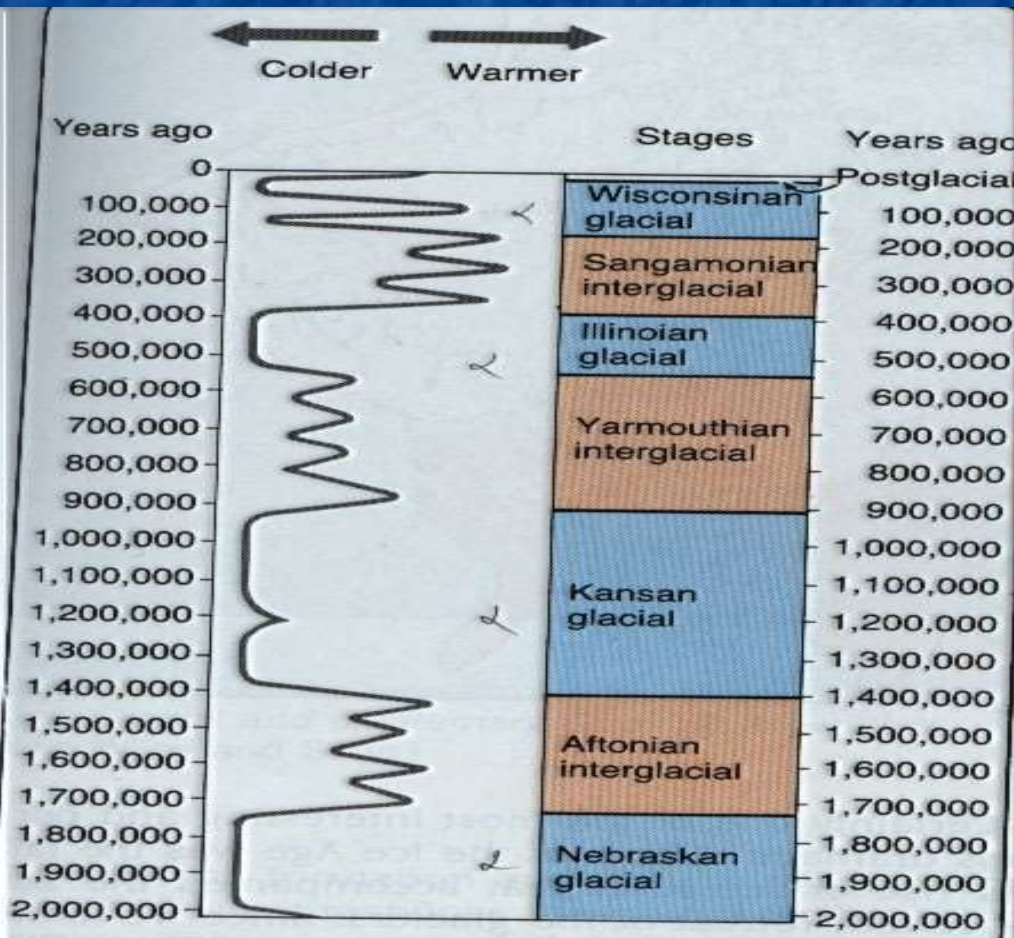 Colder Warmer
Years ago
Stages
Years ago
0
100,000
200,000
300,000
400,000
500,000
600,000
700,000
800,000
900,000
1,000,000
1,100,000
1,200,000
1,300,000
1,400,000
1,500,000
1,600,000
1,700,000
1,800,000
1,900,000
2,000,000
Wisconsinan
glacial
Sangamonian
interglacial
Illinoian
glacial
Yarmouthian
interglacial
Kansan
glacial
Aftonian
interglacial
Nebraskan
glacial
Postglacial
100,000
200,000
300,000
400,000
500,000
600,000
700,000
800,000
900,000
1,000,000
1,100,000
1,200,000
1,300,000
1,400,000
1,500,000
1,600,000
1,700,000
1,800,000
1,900,000
2,000,000